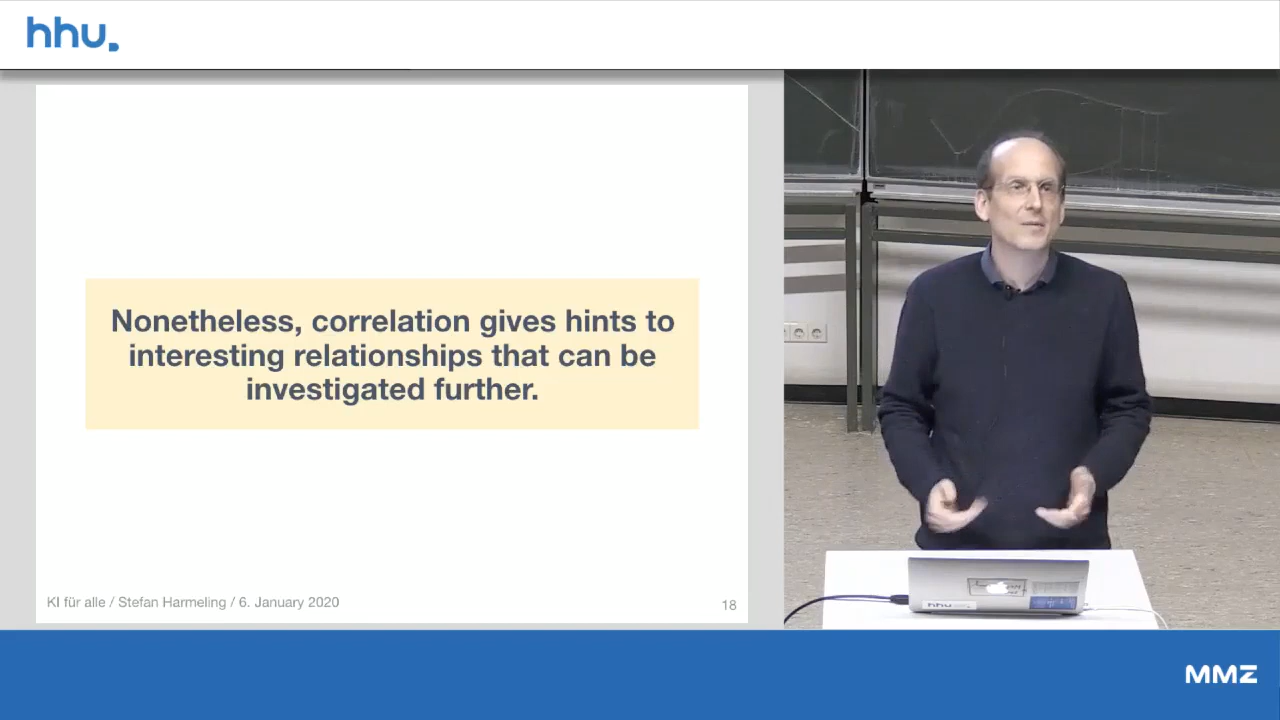 hhu.
Nonetheless, correlation gives hints to
interesting relationships that can be
investigated further.
KI für alle / Stefan Harmeling / 6. January 2020
18
hhu
MMZ